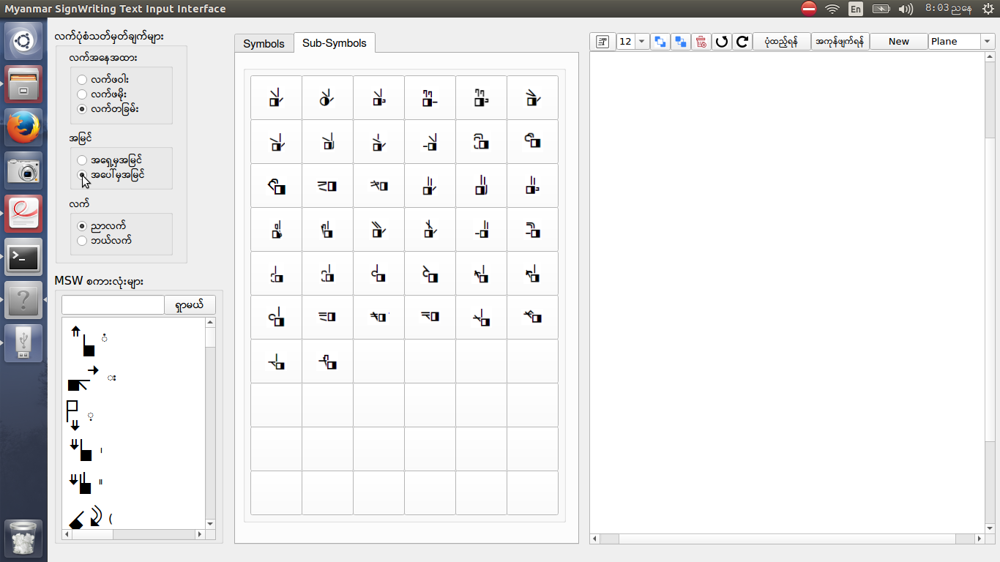 Myanmar SignWriting Text Input Interface
En
8:03 ညနေ
လက်ပုံစံသတ်မှတ်ချက်များ
လက်အနေအထား
လက်ဖဝါး
လက်ဖမိုး
လက်တခြမ်း
အမြင်
အရှေ့မှအမြင်
အပေါ်မှအမြင်
လက်
ညာလက်
ဘယ်လက်
MSW စကားလုံးများ
ရှာမယ်
ံ
း
့
၊
။
(
Symbols
Sub-Symbols
12
ပုံထည့်ရန်
အကုန်ဖျက်ရန်
New
Plane